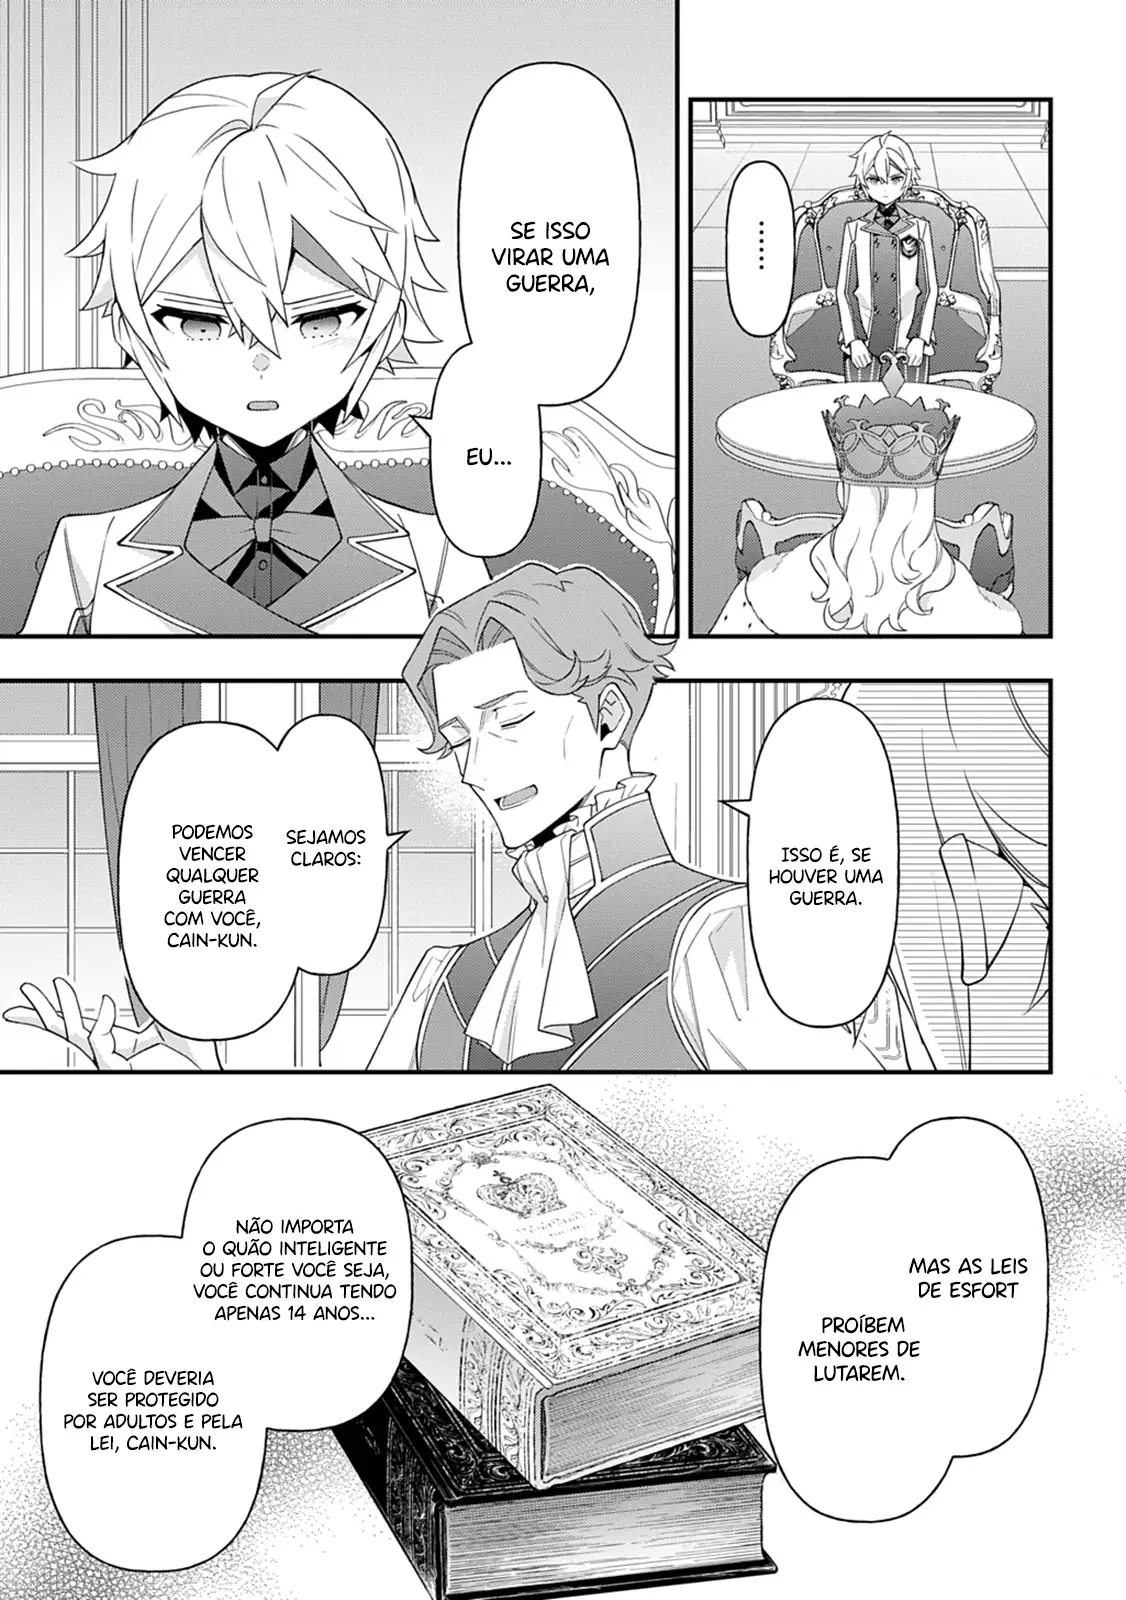 ......
SE ISSO
VIRAR UMA
GUERRA,
EU...
ISSO É, SE
HOUVER UMA
GUERRA.
SEJAMOS
CLAROS:
PODEMOS
VENCER
QUALQUER
GUERRA
COM VOCÊ,
CAIN-KUN.
MAS AS LEIS
DE ESFORT
PROÍBEM
MENORES DE
LUTAREM.
NÃO IMPORTA
O QUÃO INTELIGENTE
OU FORTE VOCÊ SEJA,
VOCÊ CONTINUA TENDO
APENAS 14 ANOS...
VOCÊ DEVERIA
SER PROTEGIDO
POR ADULTOS E PELA
LEI, CAIN-KUN.